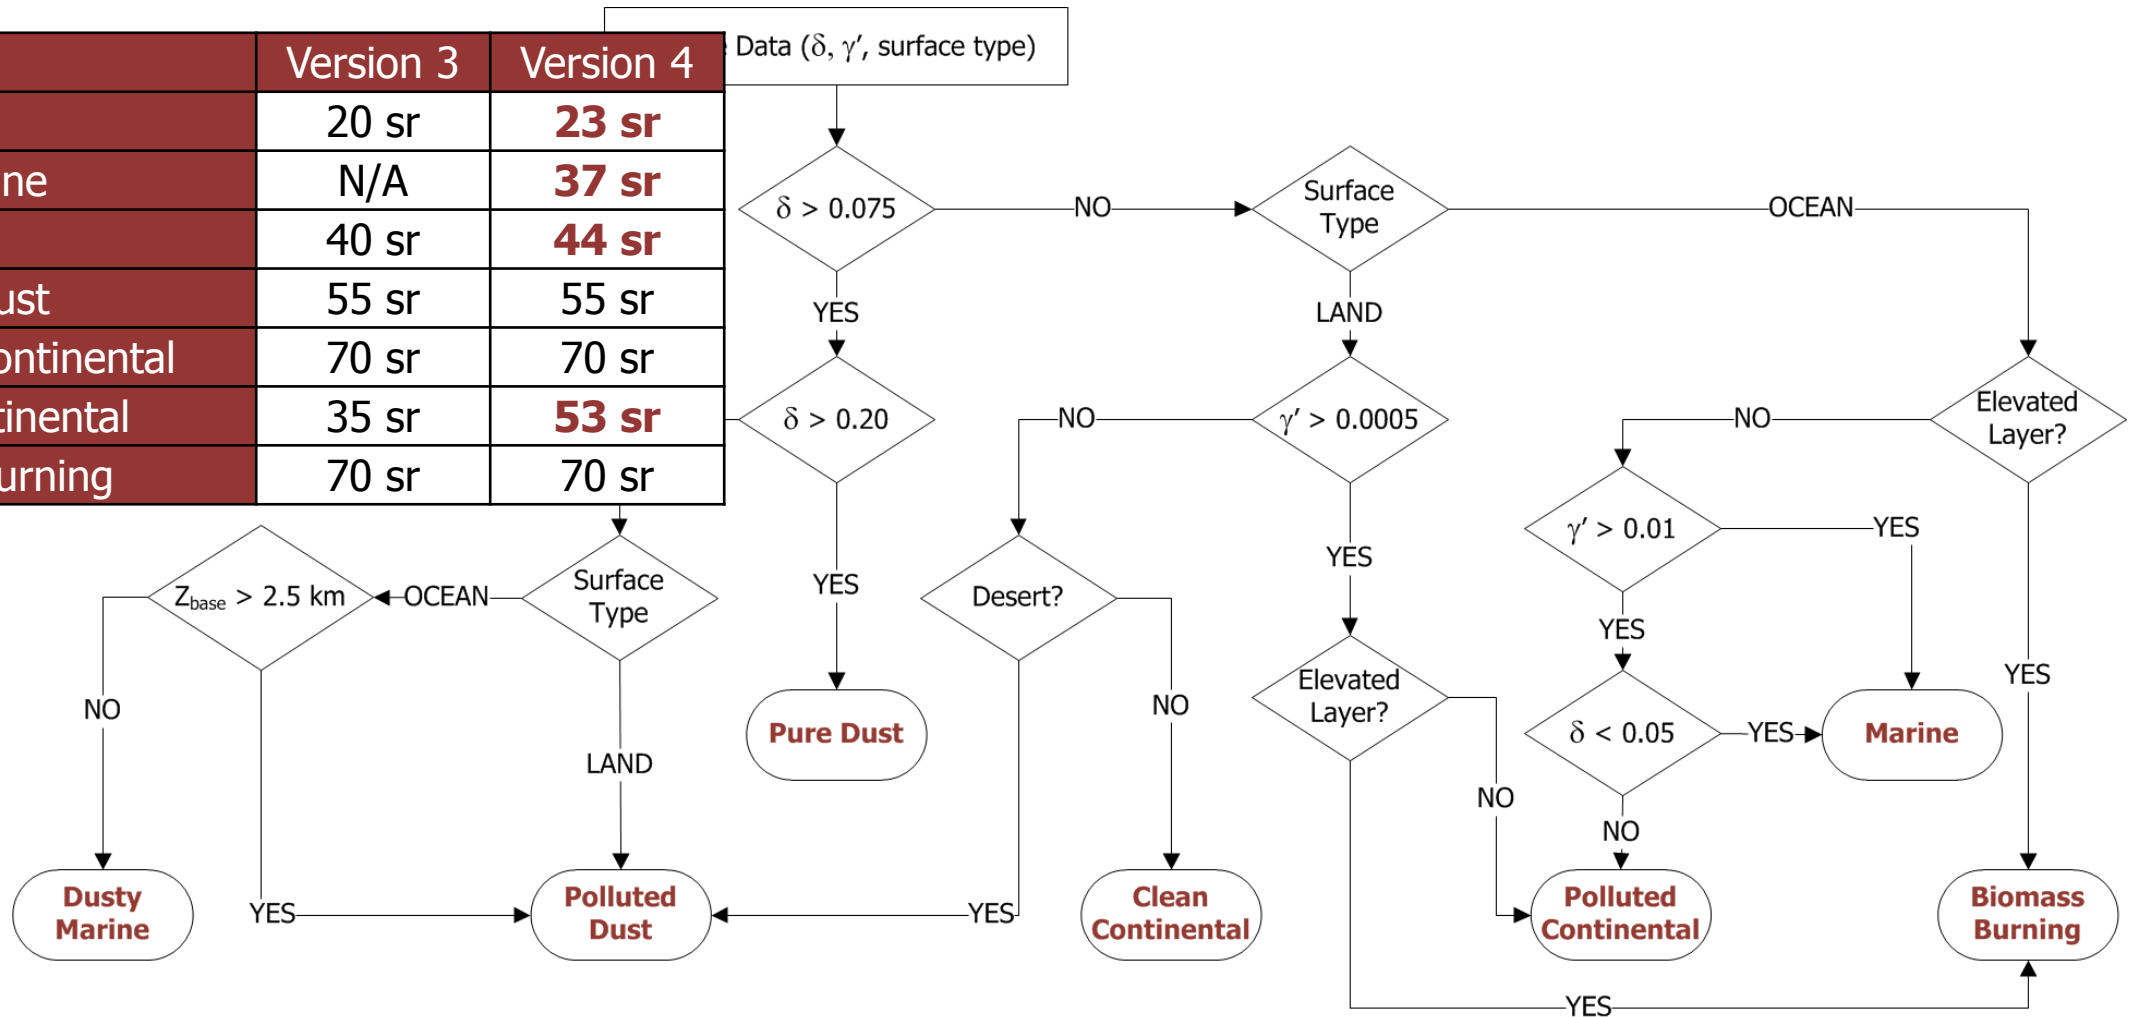 Data (δ, γ′, surface type)
Version 3 Version 4
20 sr 23 sr
ne N/A 37 sr
40 sr 44 sr
ust 55 sr 55 sr
ontinental 70 sr 70 sr
tinental 35 sr 53 sr
urning 70 sr 70 sr
δ > 0.075
NO
Surface
Type
OCEAN
YES
LAND
δ > 0.20
NO
γ′ > 0.0005
NO
Elevated
Layer?
γ′ > 0.01
YES
Zbase > 2.5 km
OCEAN
Surface
Type
YES
Desert?
YES
YES
NO
LAND
Pure Dust
NO
Elevated
Layer?
NO
δ < 0.05
YES
Marine
YES
NO
Dusty
Marine
YES
Polluted
Dust
YES
Clean
Continental
Polluted
Continental
Biomass
Burning
YES